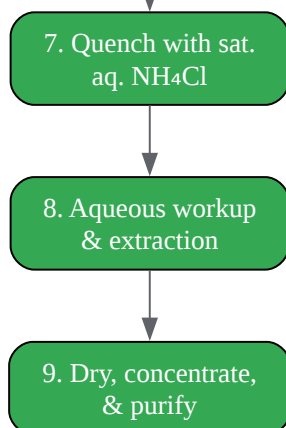 7. Quench with sat.
aq. NH₄Cl
8. Aqueous workup
& extraction
9. Dry, concentrate,
& purify